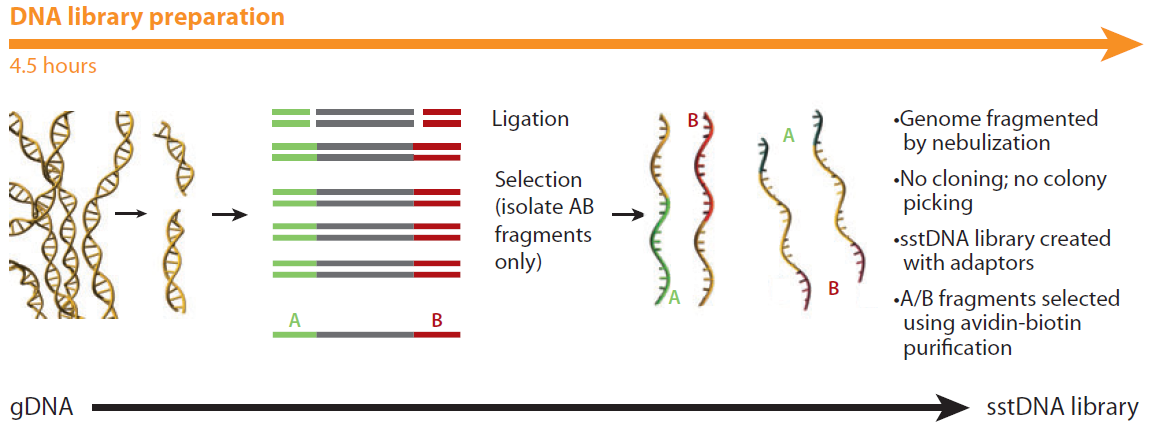 DNA library preparation
4.5 hours
Ligation
Selection
(isolate AB
fragments
only)
A
B
B
A
A
B
•Genome fragmented
by nebulization
•No cloning; no colony
picking
•sstDNA library created
with adaptors
•A/B fragments selected
using avidin-biotin
purification
gDNA
sstDNA library